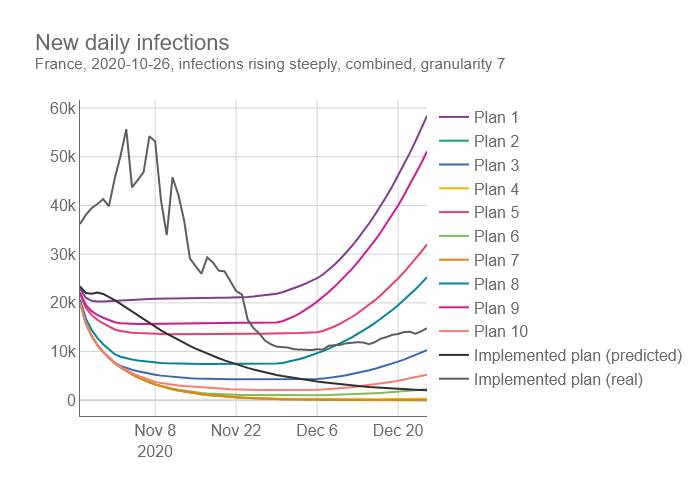 New daily infections
France, 2020-10-26, infections rising steeply, combined, granularity 7
60k
50k
40k
30k
20k
10k
0
Nov 8
2020
Nov 22
Dec 6
Dec 20
Plan 1
Plan 2
Plan 3
Plan 4
Plan 5
Plan 6
Plan 7
Plan 8
Plan 9
Plan 10
Implemented plan (predicted)
Implemented plan (real)